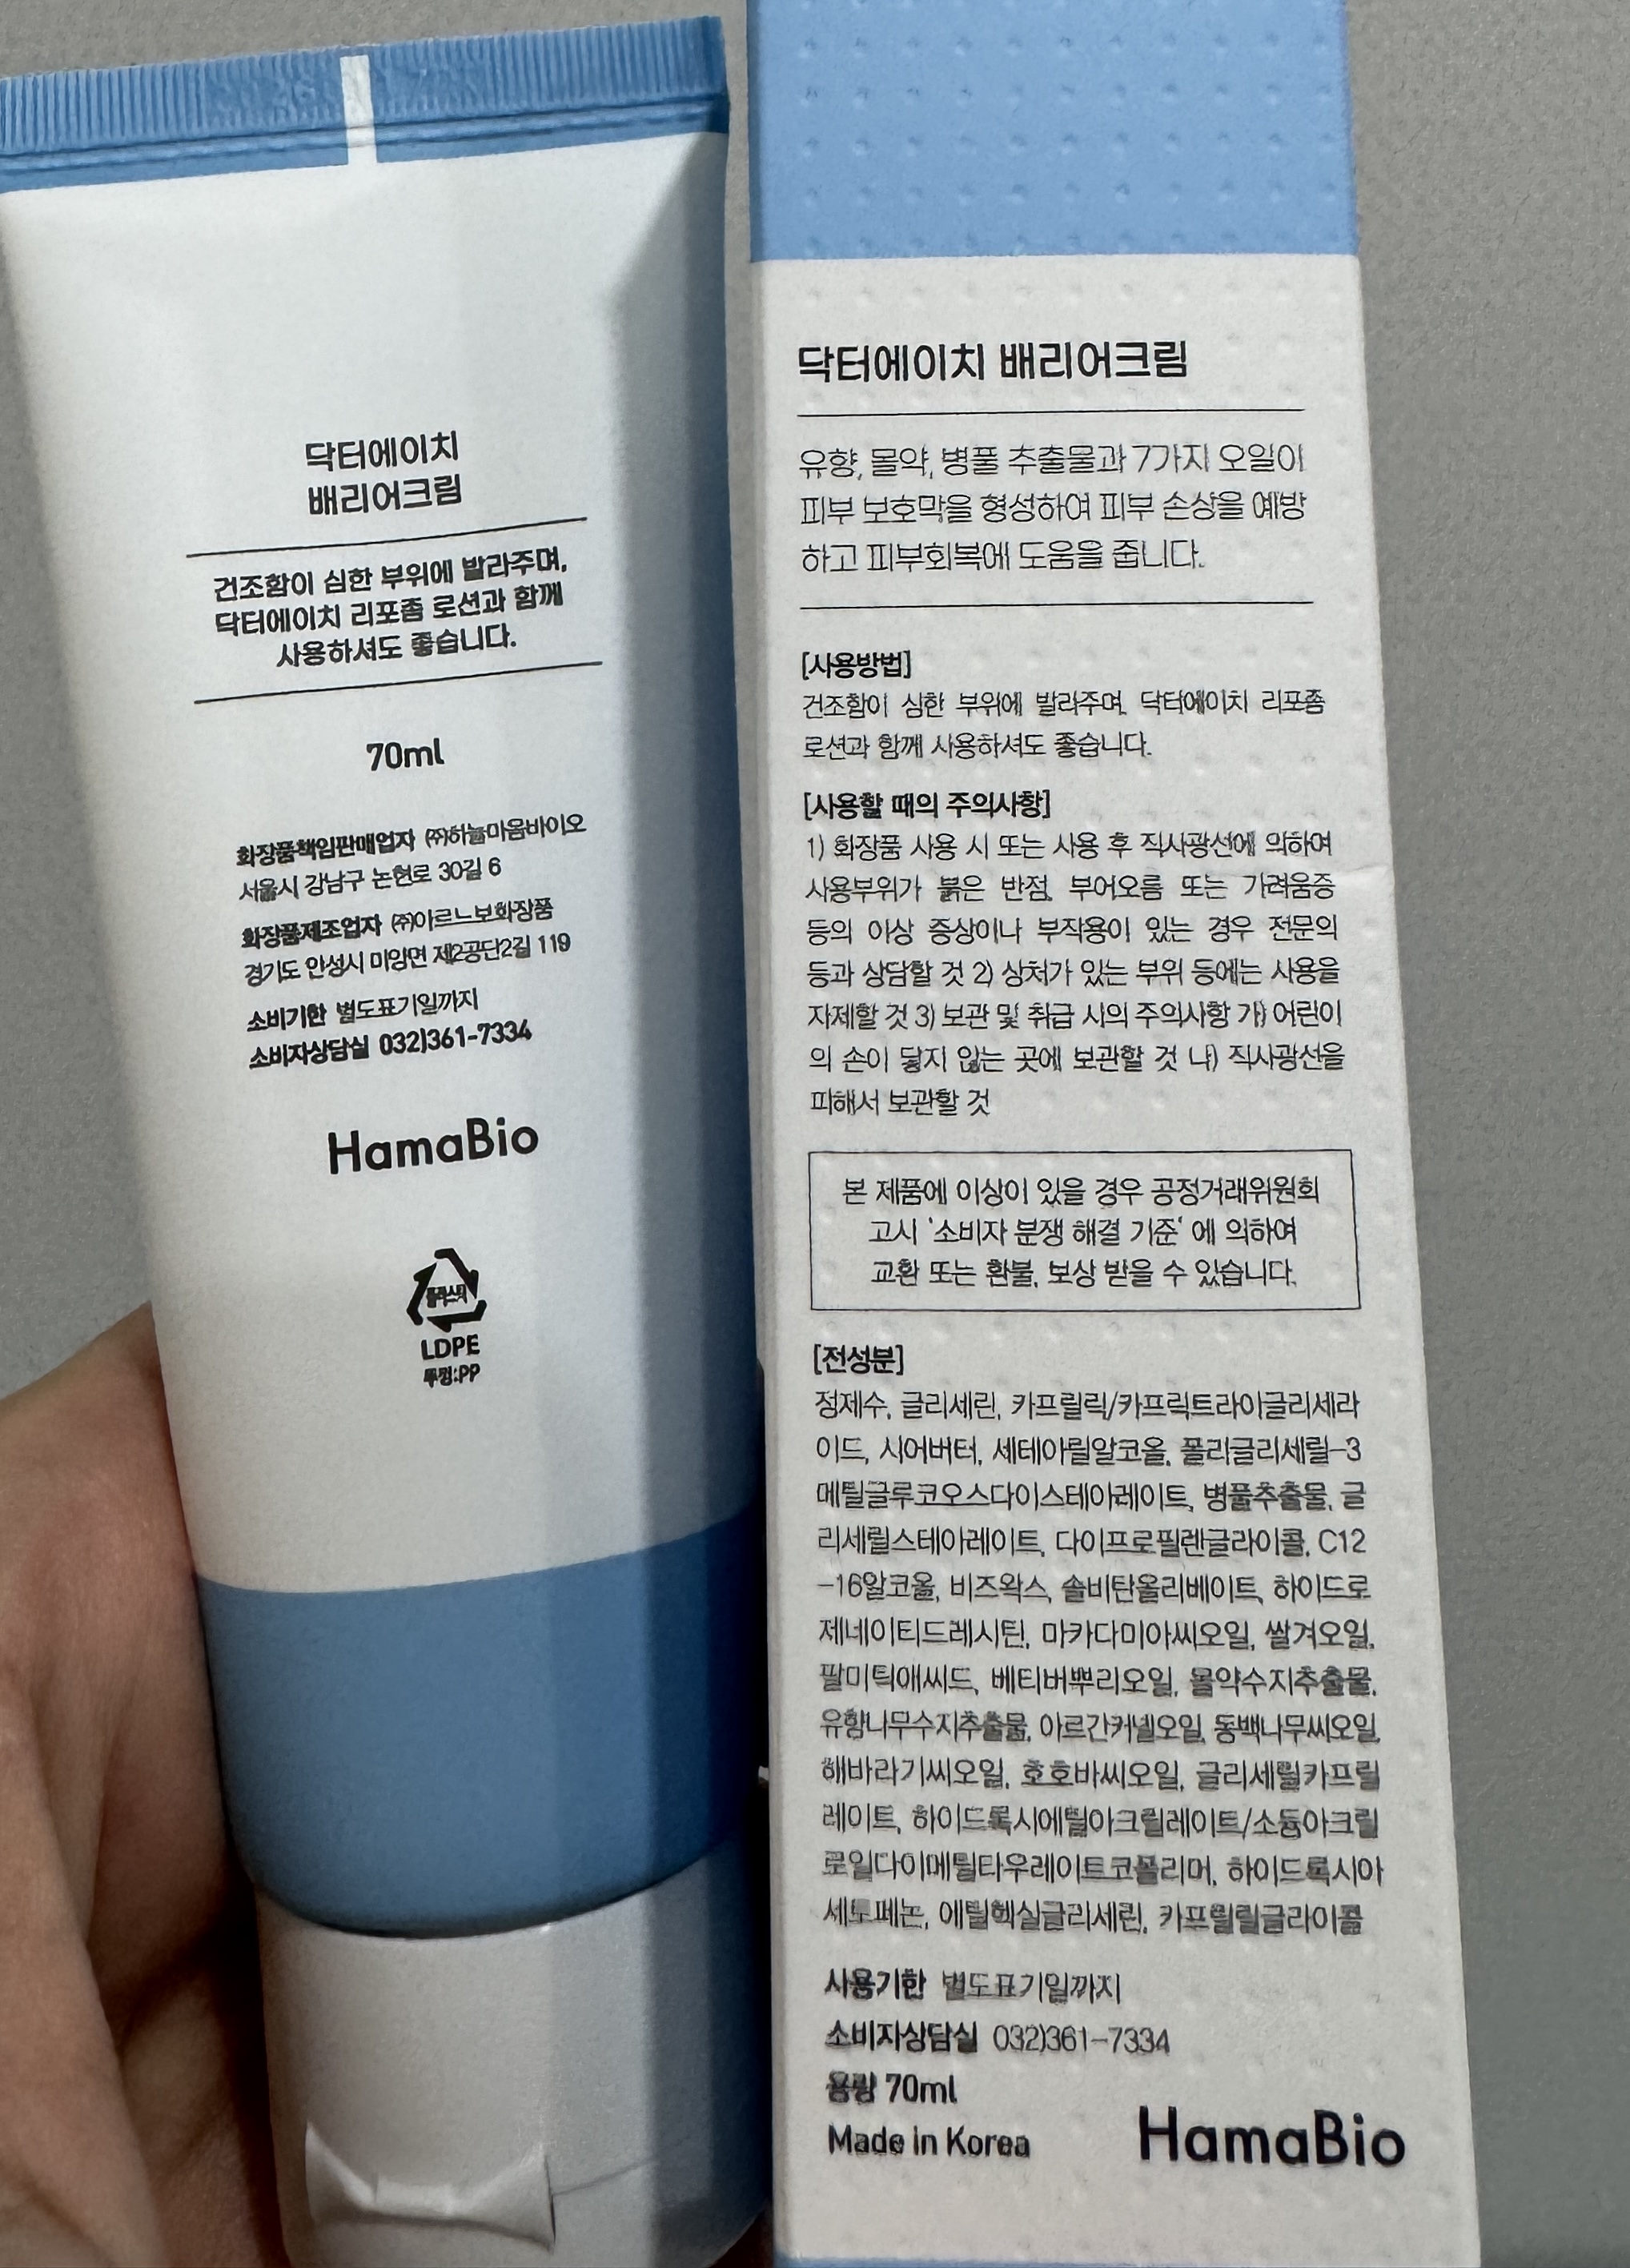 닥터에이치
배리어크림
건조함이 심한 부위에 발라주며,
닥터에이치 리포좀 로션과 함께
사용하셔도 좋습니다.
70ml
화장품책임판매업자 ㈜하늘마음바이오
서울시 강남구 논현로 30길 6
화장품제조업자 ㈜아르느보화장품
경기도 안성시 미양면 제2공단2길 119
소비기한 별도표기일까지
소비자상담실 032)361-7334
HamaBio
플라스틱
LDPE
뚜껑:PP
닥터에이치 배리어크림
유향, 몰약, 병풀 추출물과 7가지 오일이
피부 보호막을 형성하여 피부 손상을 예방
하고 피부회복에 도움을 줍니다.
[사용방법]
건조함이 심한 부위에 발라주며, 닥터에이치 리포좀
로션과 함께 사용하셔도 좋습니다.
[사용할 때의 주의사항]
1) 화장품 사용 시 또는 사용 후 직사광선에 의하여
사용부위가 붉은 반점, 부어오름 또는 가려움증
등의 이상 증상이나 부작용이 있는 경우 전문의
등과 상담할 것 2) 상처가 있는 부위 등에는 사용을
자제할 것 3) 보관 및 취급 시의 주의사항 가) 어린이
의 손이 닿지 않는 곳에 보관할 것 나) 직사광선을
피해서 보관할 것
본 제품에 이상이 있을 경우 공정거래위원회
고시 '소비자 분쟁 해결 기준' 에 의하여
교환 또는 환불, 보상 받을 수 있습니다.
[전성분]
정제수, 글리세린, 카프릴릭/카프릭트라이글리세라
이드, 시어버터, 세테아릴알코올, 폴리글리세릴-3
메틸글루코오스다이스테아레이트, 병풀추출물, 글
리세릴스테아레이트, 다이프로필렌글라이콜, C12
-16알코올, 비즈왁스, 솔비탄올리베이트, 하이드로
제네이티드레시틴, 마카다미아씨오일, 쌀겨오일,
팔미틱애씨드, 베티버뿌리오일, 몰약수지추출물,
유향나무수지추출물, 아르간커넬오일, 동백나무씨오일,
해바라기씨오일, 호호바씨오일, 글리세릴카프릴
레이트, 하이드록시에틸아크릴레이트/소듐아크릴
로일다이메틸타우레이트코폴리머, 하이드록시아
세토페논, 에틸헥실글리세린, 카프릴릴글라이콜
사용기한 별도표기일까지
소비자상담실 032)361-7334
용량 70ml
Made in Korea
HamaBio